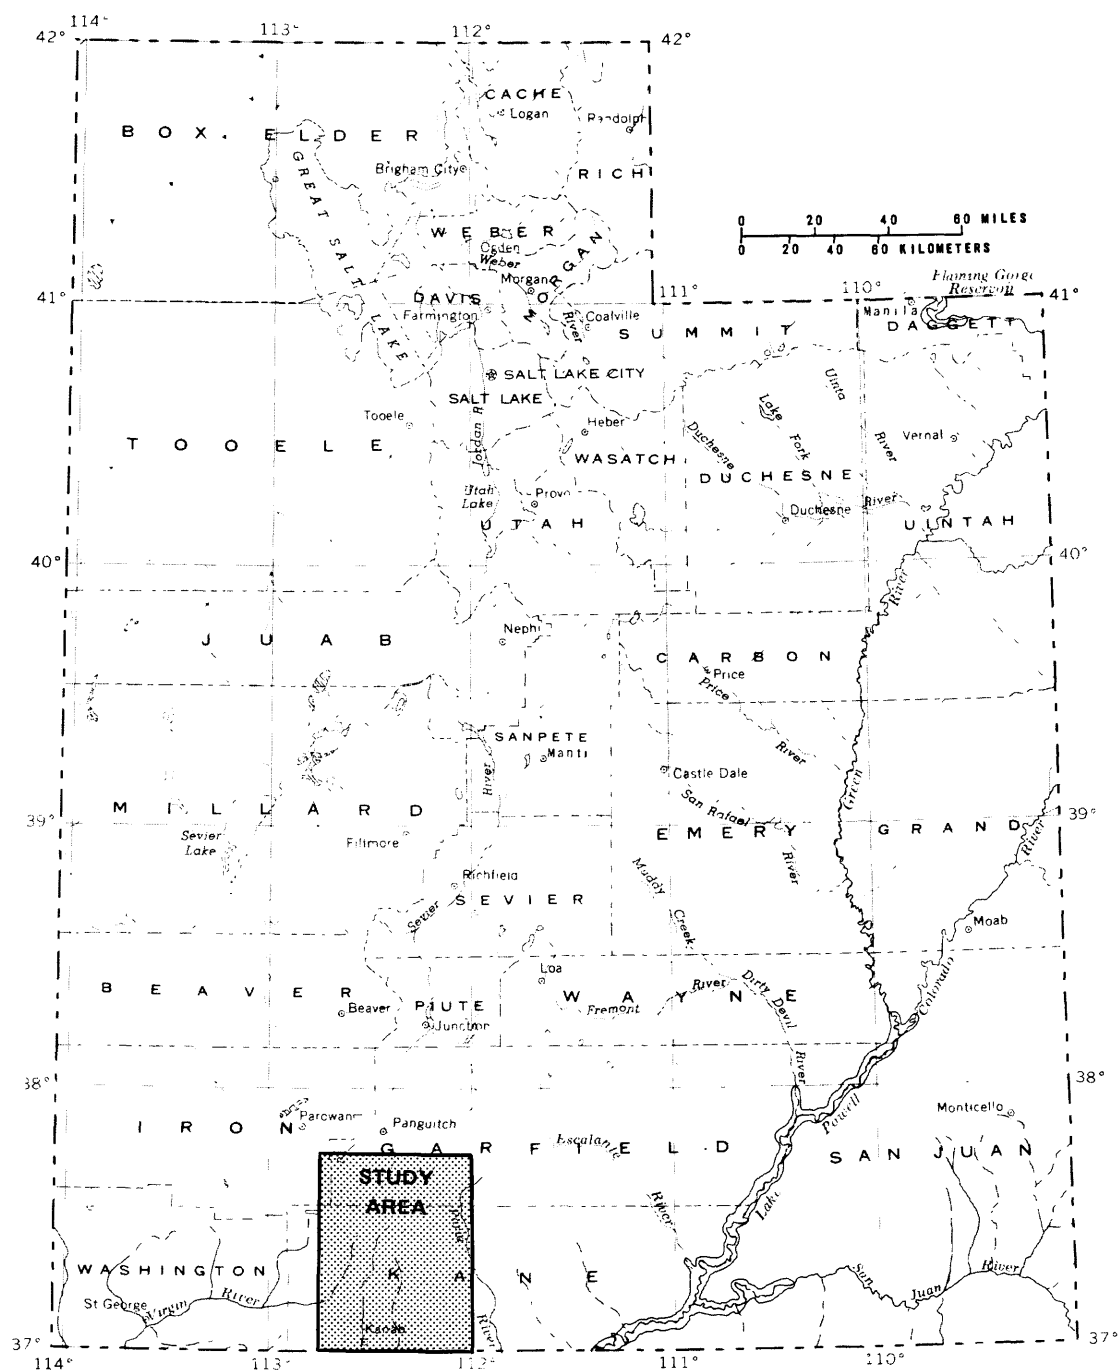 114°
113°
112°
42°
42°
CACHE
Logan
Randolph
BOX ELDER
Brigham City
RICH
GREAT SALT LAKE
WEBER
Ogden
Weber
River
MORGAN
Morgan
0 20 40 60 MILES
0 20 40 60 KILOMETERS
Flaming Gorge
Reservoir
41°
111°
110°
41°
DAVIS
Farmington
Coalville
SUMMIT
Manila
DAGGETT
SALT LAKE CITY
SALT LAKE
Tooele
Jordan R
Heber
Duchesne
River
Lake Fork
Uinta
River
Vernal
TOOELE
WASATCH
DUCHESNE
Utah
Lake
Provo
UTAH
Duchesne
UINTAH
40°
40°
River
JUAB
Nephi
CARBON
Price
Price
River
SANPETE
Manti
River
Castle Dale
Green
MILLARD
San Rafael
River
39°
39°
EMERY
GRAND
River
Sevier
Lake
Fillmore
Richfield
Muddy
Creek
SEVIER
Sevier
Moab
Loa
BEAVER
Beaver
PIUTE
Junction
WAYNE
Fremont
River
Dirty Devil
River
Colorado
38°
38°
IRON
Parowan
Panguitch
Powell
Monticello
GARFIELD
Escalante
SAN JUAN
STUDY
AREA
River
Lake
Paria
WASHINGTON
KANE
St George
Virgin
River
San
Juan
River
Kanab
River
37°
37°
114°
113°
112°
111°
110°